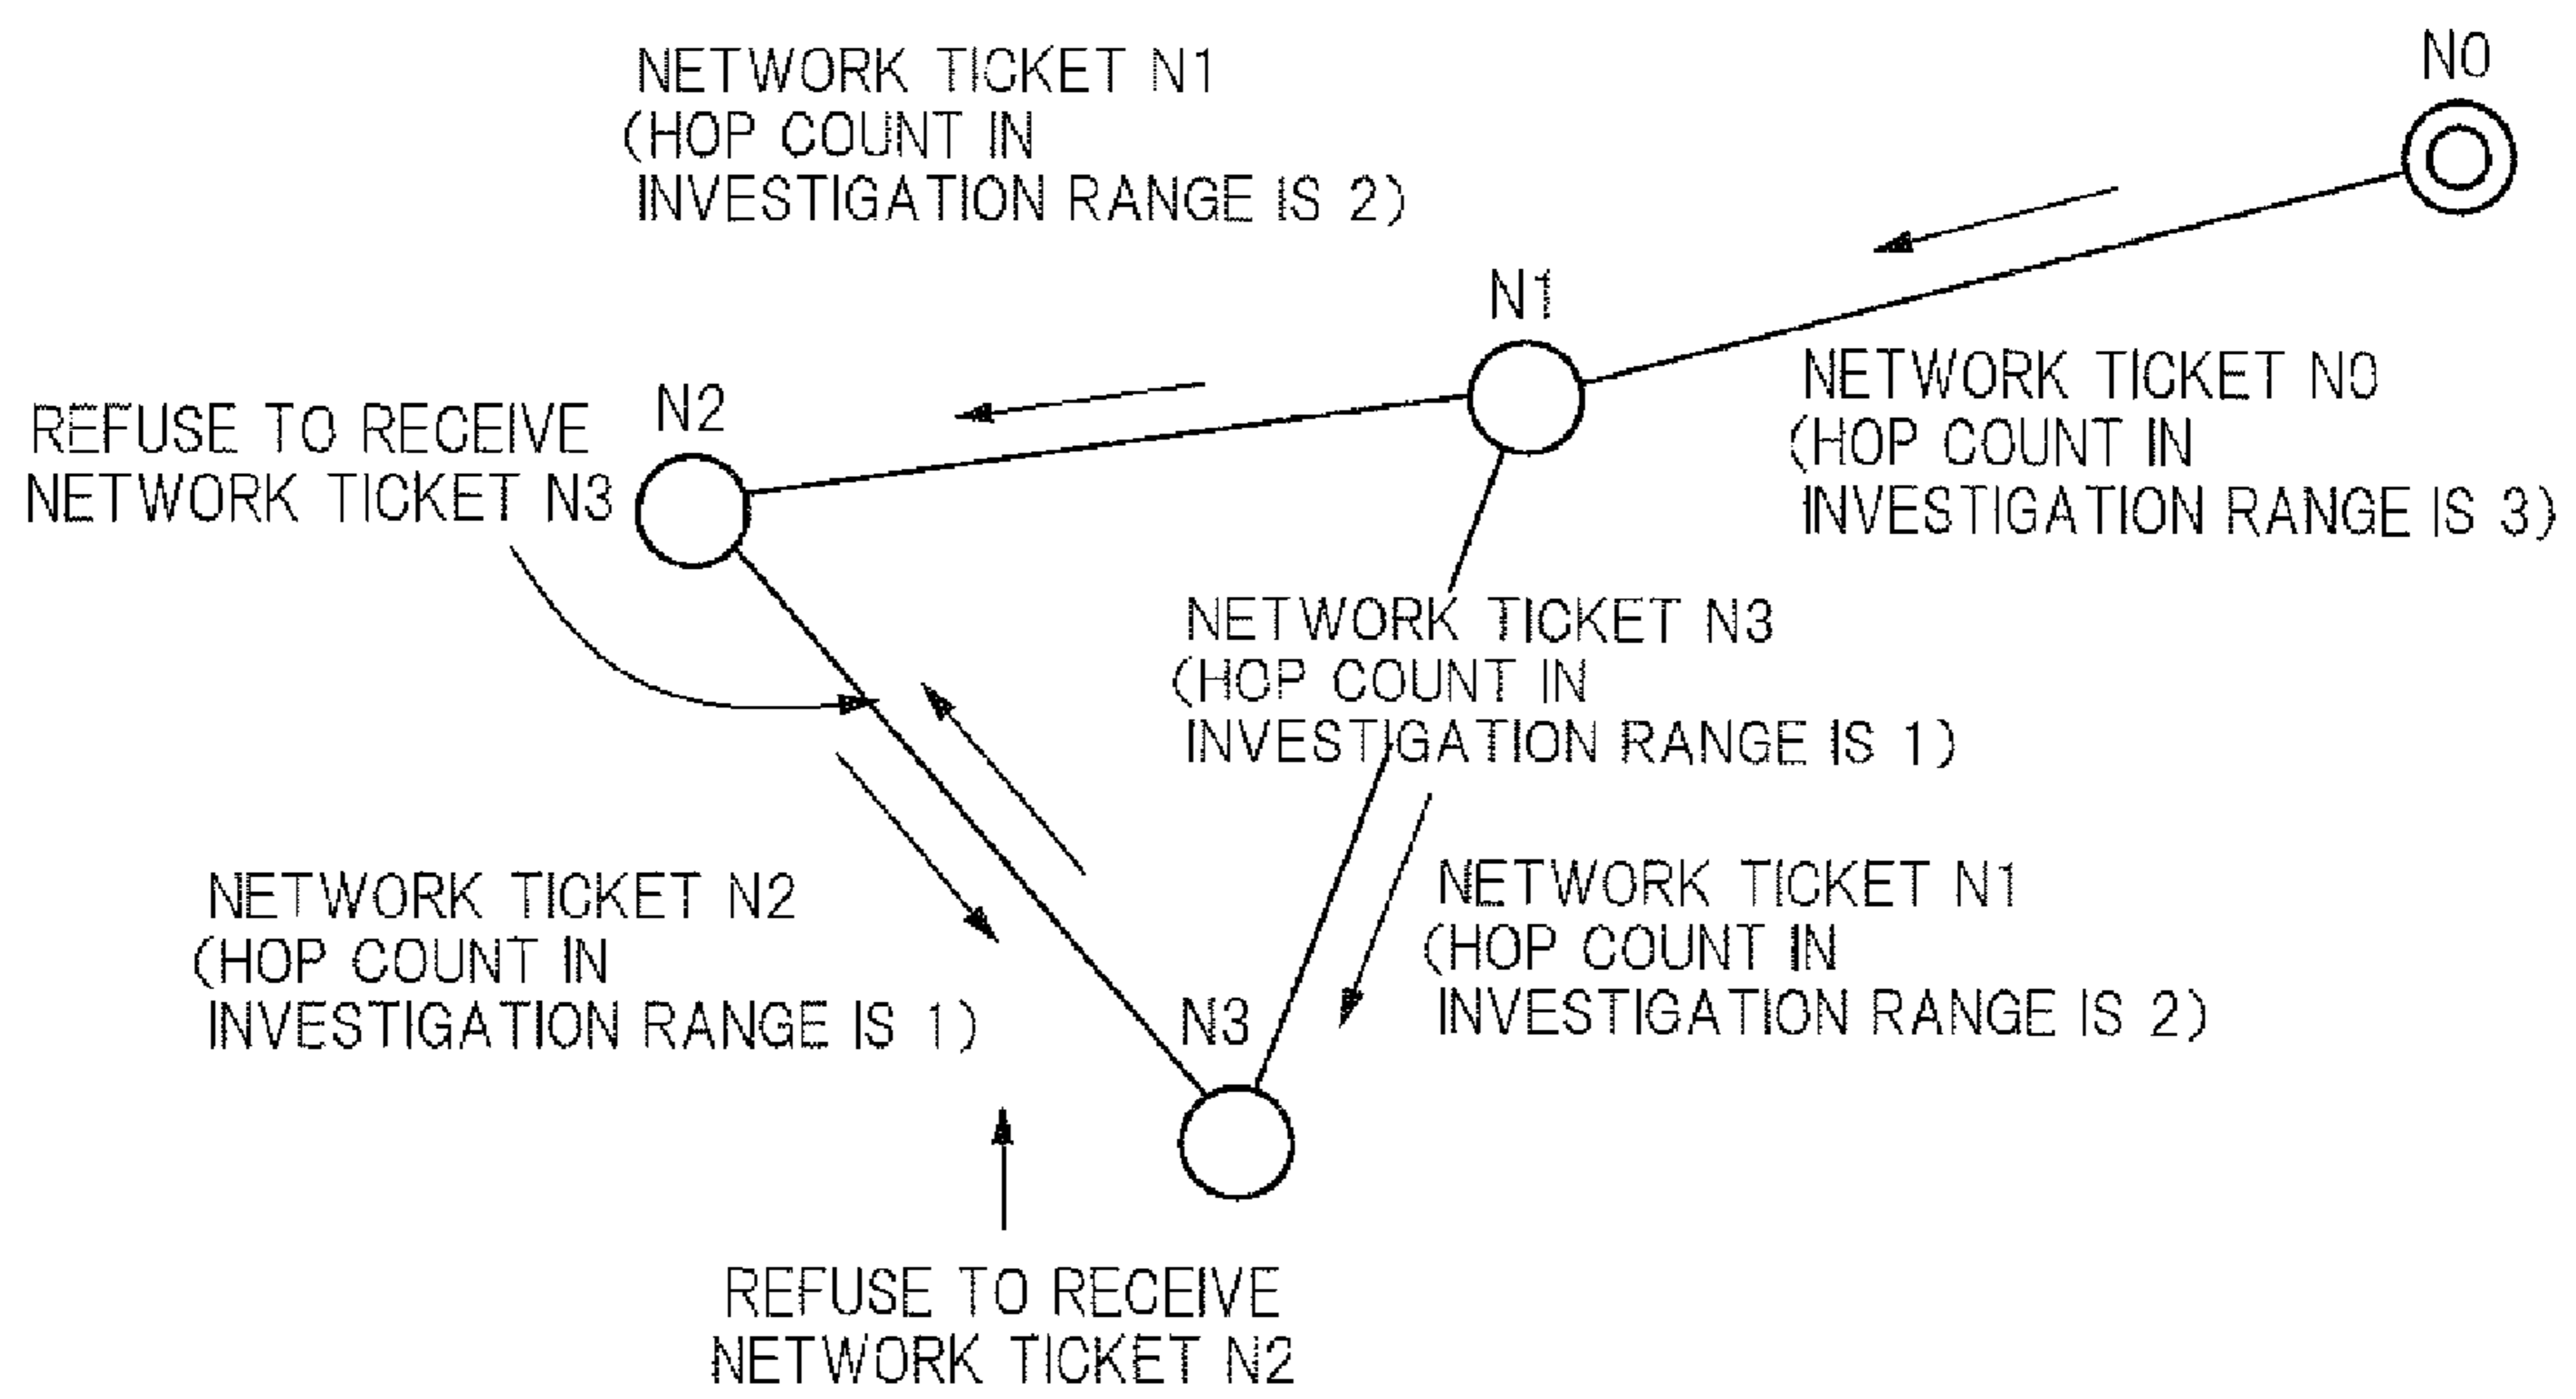 N0
NETWORK TICKET N1
(HOP COUNT IN
INVESTIGATION RANGE IS 2)
N1
NETWORK TICKET N0
(HOP COUNT IN
INVESTIGATION RANGE IS 3)
N2
REFUSE TO RECEIVE
NETWORK TICKET N3
NETWORK TICKET N3
(HOP COUNT IN
INVESTIGATION RANGE IS 1)
NETWORK TICKET N2
(HOP COUNT IN
INVESTIGATION RANGE IS 1)
NETWORK TICKET N1
(HOP COUNT IN
INVESTIGATION RANGE IS 2)
N3
REFUSE TO RECEIVE
NETWORK TICKET N2